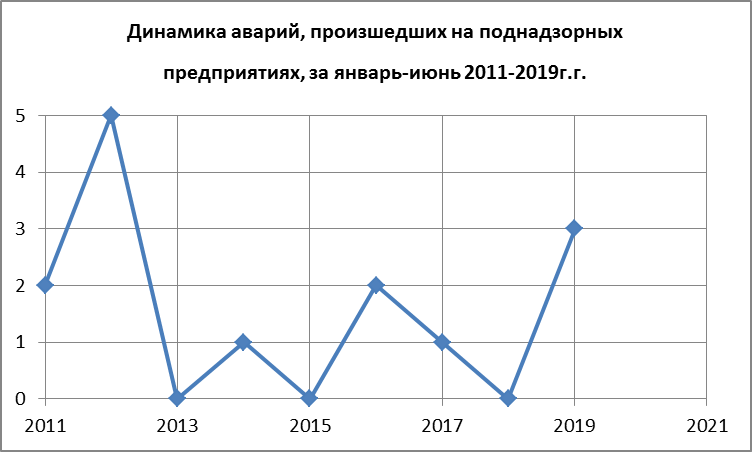 Динамика аварий, произшедших на поднадзорных
предприятиях, за январь-июнь 2011-2019г.г.
5
4
3
2
1
0
2011 2013 2015 2017 2019 2021